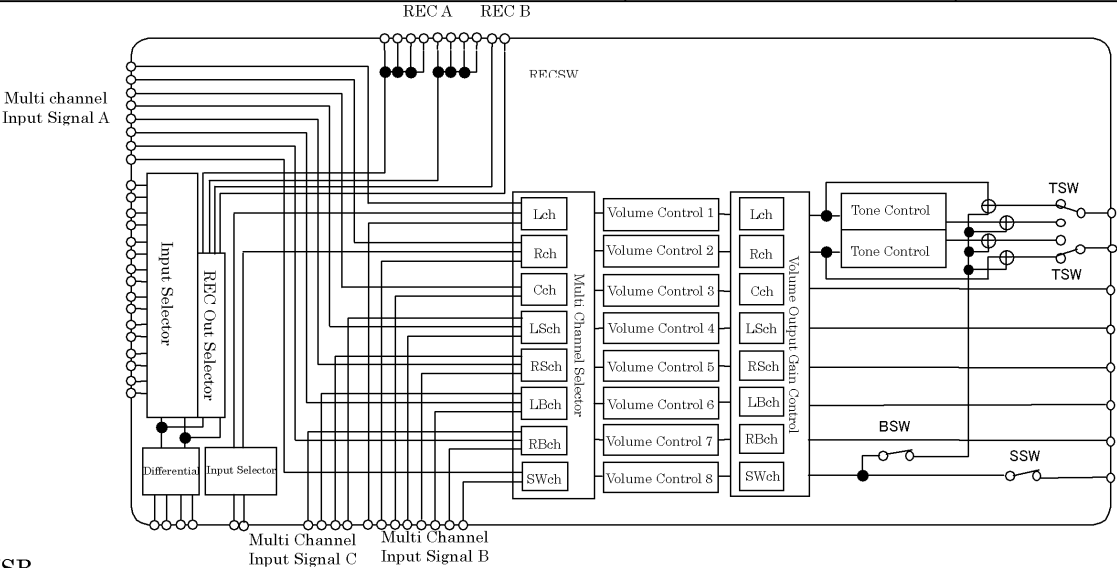 REC A REC B
RECSW
Multi channel
Input Signal A
Input Selector
REC Out Selector
Differential
Input Selector
Multi Channel
Input Signal C
Multi Channel
Input Signal B
Lch
Rch
Cch
LSch
RSch
LBch
RBch
SWch
Multi Channel Selector
Volume Control 1
Volume Control 2
Volume Control 3
Volume Control 4
Volume Control 5
Volume Control 6
Volume Control 7
Volume Control 8
Lch
Rch
Cch
LSch
RSch
LBch
RBch
SWch
Volume Output Gain Control
Tone Control
Tone Control
TSW
TSW
BSW
SSW